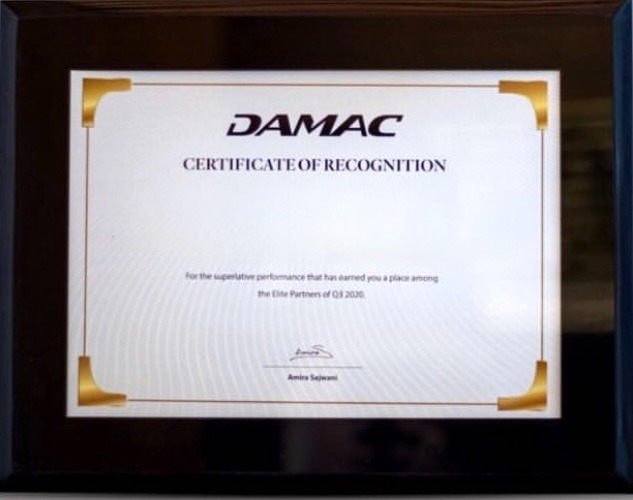 DAMAC
CERTIFICATE OF RECOGNITION
For the superlative performance that has earned you a place among
the Elite Partners of Q3 2020.
Amira S
Amira Sajwani